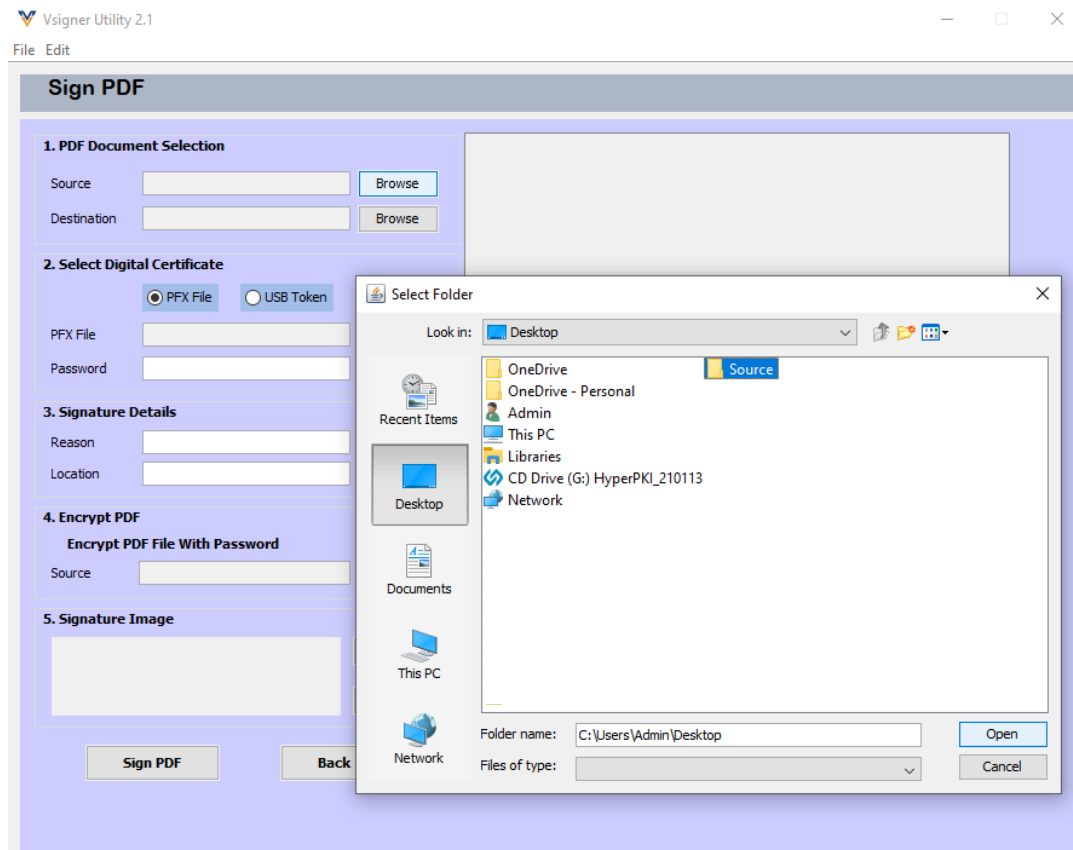 Vsigner Utility 2.1
File Edit
Sign PDF
1. PDF Document Selection
Source
Browse
Destination
Browse
2. Select Digital Certificate
PFX File
USB Token
PFX File
Password
3. Signature Details
Reason
Location
4. Encrypt PDF
Encrypt PDF File With Password
Source
5. Signature Image
Sign PDF
Back
Select Folder
Look in:
Desktop
Recent Items
Desktop
Documents
This PC
Network
OneDrive
OneDrive - Personal
Admin
This PC
Libraries
CD Drive (G:) HyperPKI_210113
Network
Source
Folder name:
C:\Users\Admin\Desktop
Open
Files of type:
Cancel